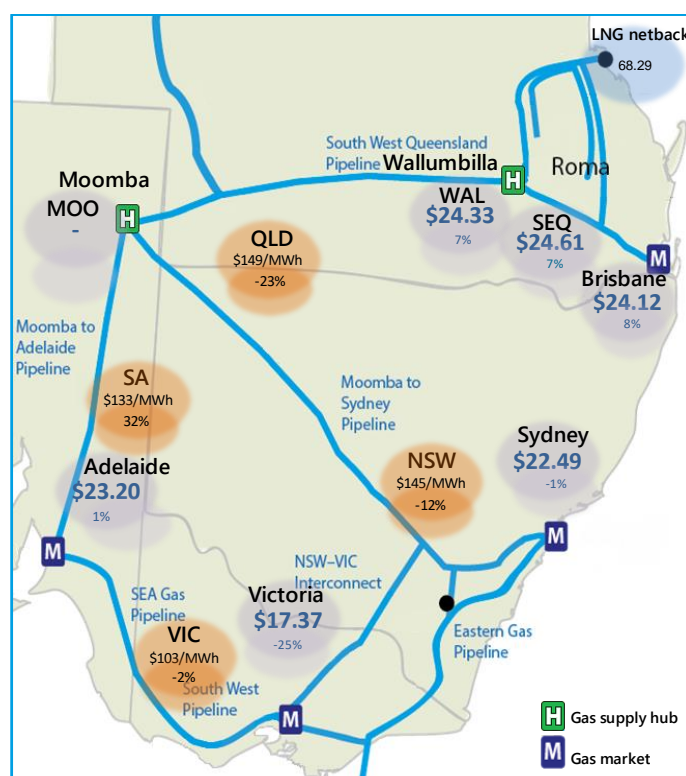 LNG netback
68.29
South West Queensland
Pipeline
Wallumbilla
H
Roma
Moomba
MOO
-
H
WAL
$24.33
7%
SEQ
$24.61
7%
QLD
$149/MWh
-23%
M
Brisbane
$24.12
8%
Moomba to
Adelaide
Pipeline
SA
$133/MWh
32%
Moomba to
Sydney
Pipeline
Adelaide
$23.20
1%
NSW
$145/MWh
-12%
Sydney
$22.49
-1%
M
M
NSW–VIC
Interconnect
SEA Gas
Pipeline
Victoria
$17.37
-25%
VIC
$103/MWh
-2%
South West
Pipeline
Eastern Gas
Pipeline
M
H Gas supply hub
M Gas market